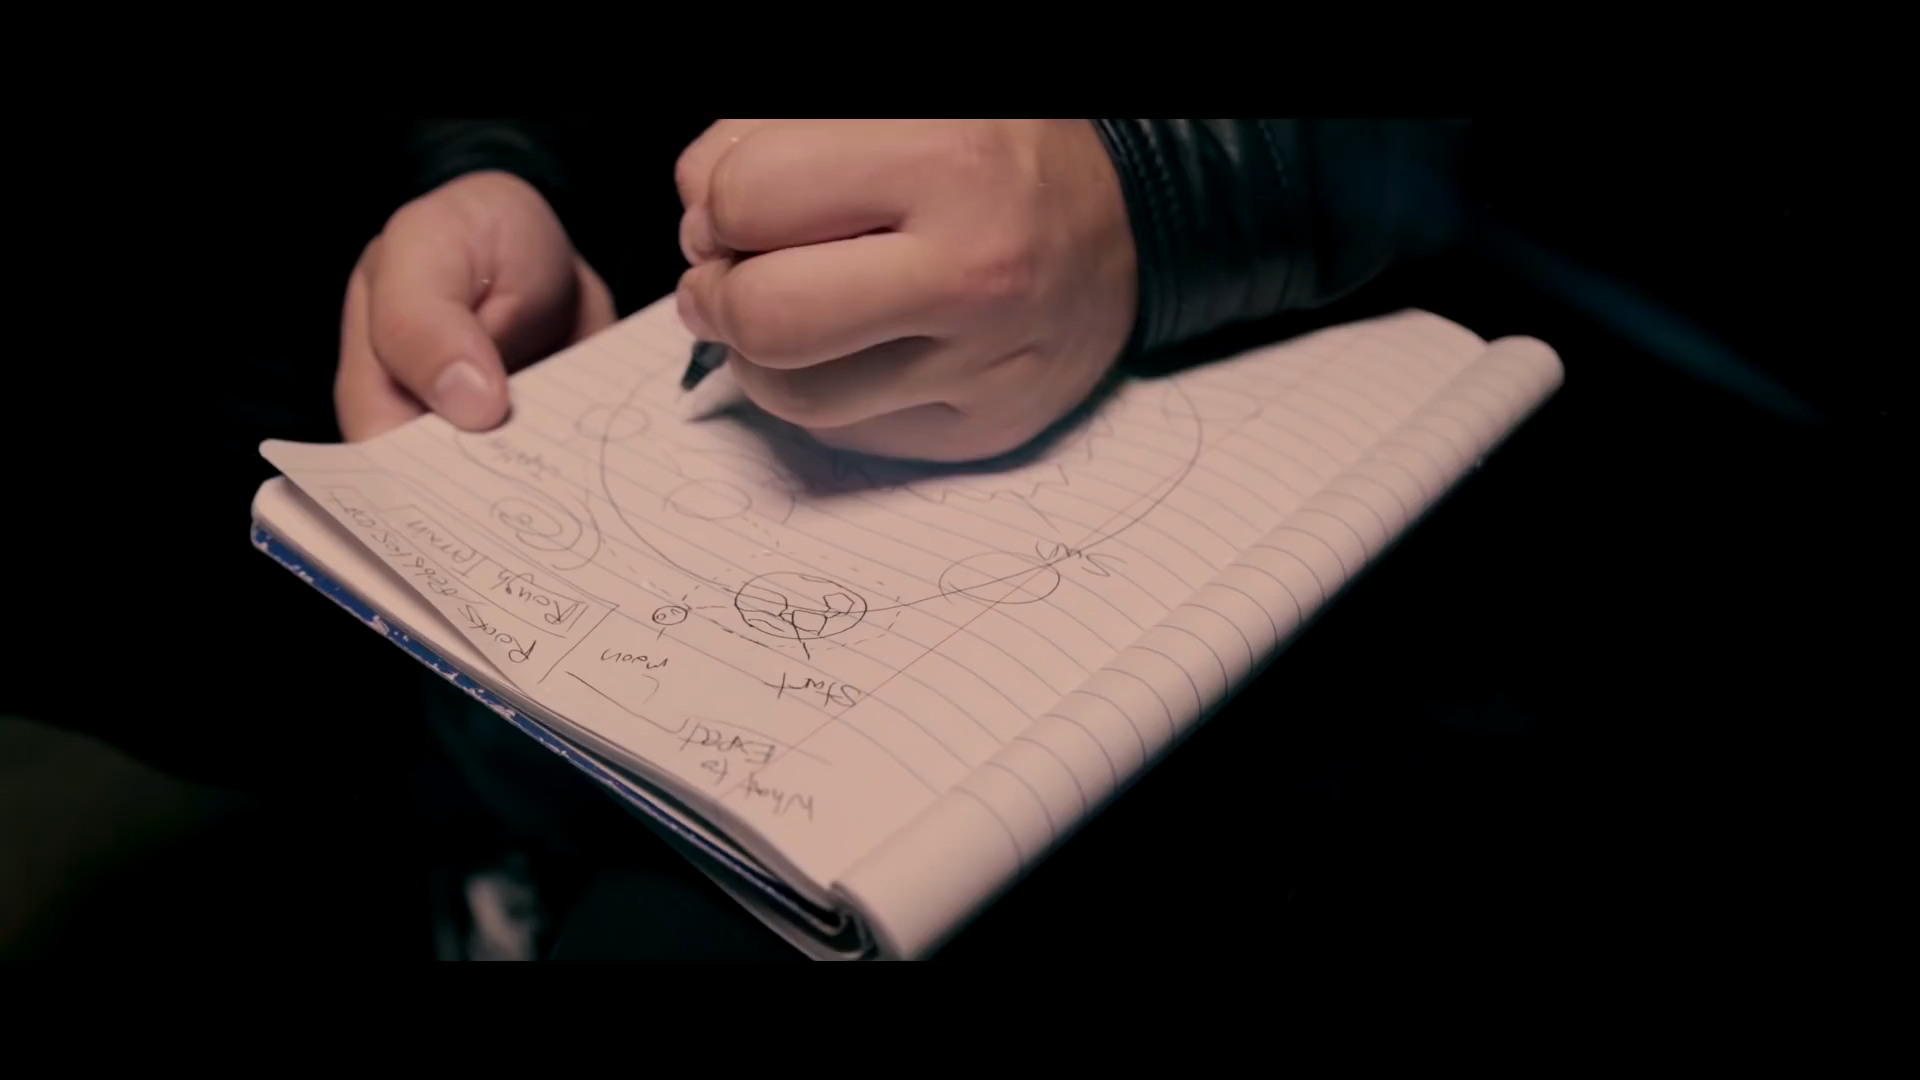 What to
Expect
Start
moon
Sun
Rough Terrain
Rocks